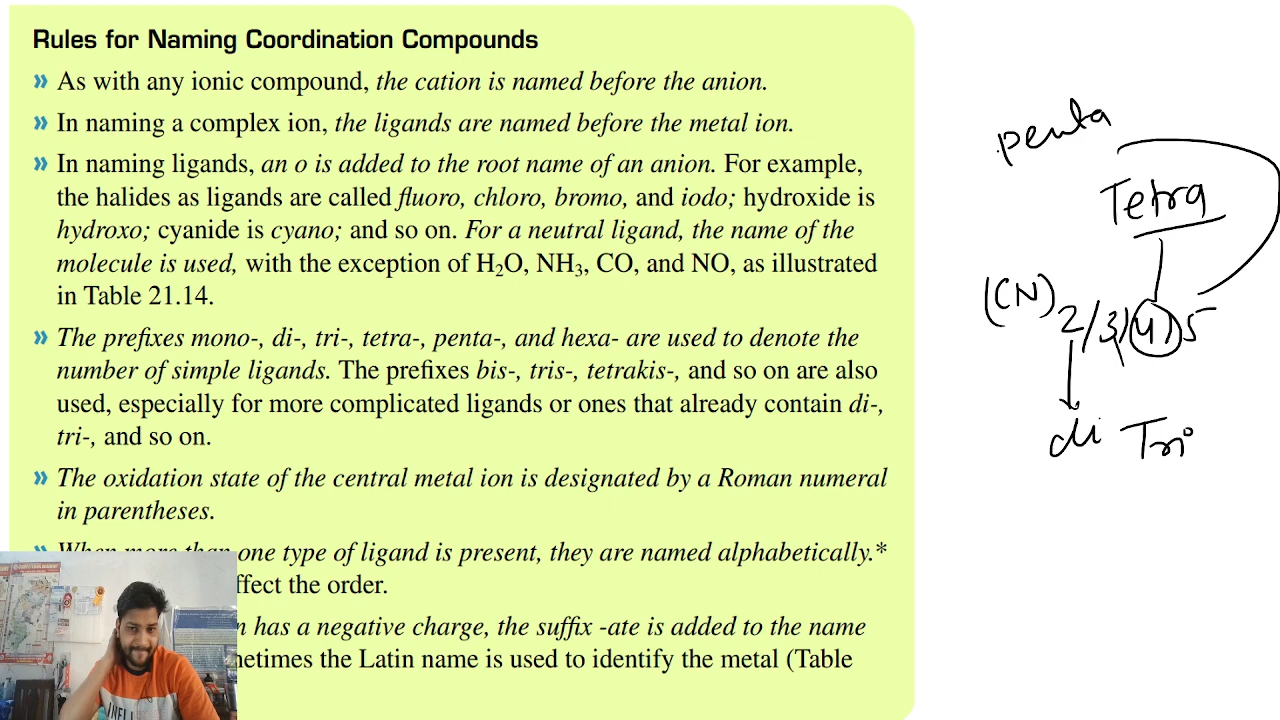 Rules for Naming Coordination Compounds
» As with any ionic compound, the cation is named before the anion.
» In naming a complex ion, the ligands are named before the metal ion.
» In naming ligands, an o is added to the root name of an anion. For example,
the halides as ligands are called fluoro, chloro, bromo, and iodo; hydroxide is
hydroxo; cyanide is cyano; and so on. For a neutral ligand, the name of the
molecule is used, with the exception of H₂O, NH₃, CO, and NO, as illustrated
in Table 21.14.
» The prefixes mono-, di-, tri-, tetra-, penta-, and hexa- are used to denote the
number of simple ligands. The prefixes bis-, tris-, tetrakis-, and so on are also
used, especially for more complicated ligands or ones that already contain di-,
tri-, and so on.
» The oxidation state of the central metal ion is designated by a Roman numeral
in parentheses.
» When more than one type of ligand is present, they are named alphabetically.*
ffect the order.
n has a negative charge, the suffix -ate is added to the name
metimes the Latin name is used to identify the metal (Table
penta
Tetra
(CN) 2/3/4/5
di Tri